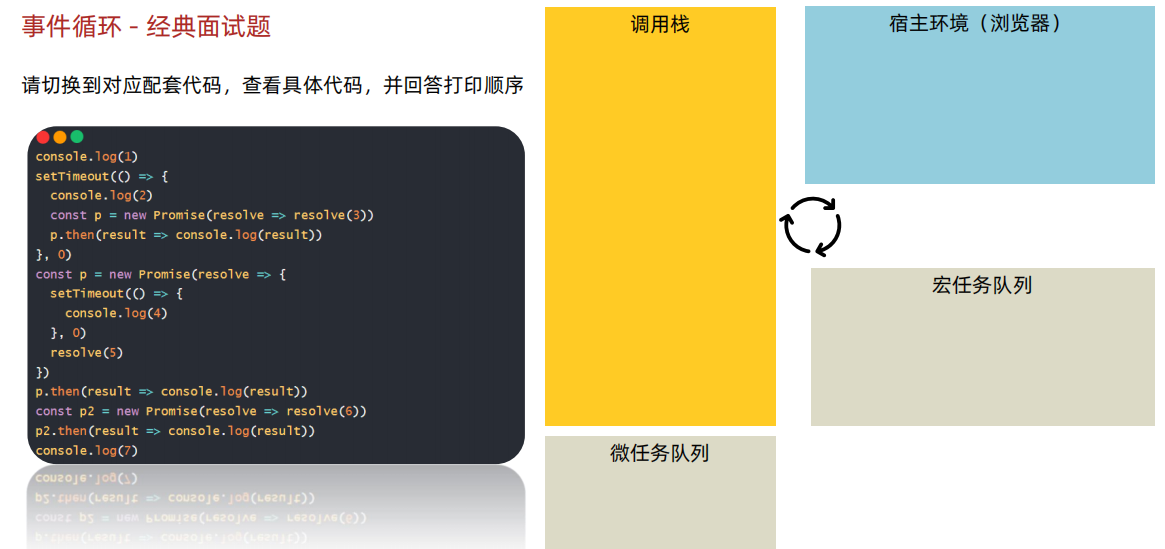 事件循环 - 经典面试题
请切换到对应配套代码，查看具体代码，并回答打印顺序
console.log(1)
setTimeout(() => {
  console.log(2)
  const p = new Promise(resolve => resolve(3))
  p.then(result => console.log(result))
}, 0)
const p = new Promise(resolve => {
  setTimeout(() => {
    console.log(4)
  }, 0)
  resolve(5)
})
p.then(result => console.log(result))
const p2 = new Promise(resolve => resolve(6))
p2.then(result => console.log(result))
console.log(7)
调用栈
宿主环境（浏览器）
宏任务队列
微任务队列